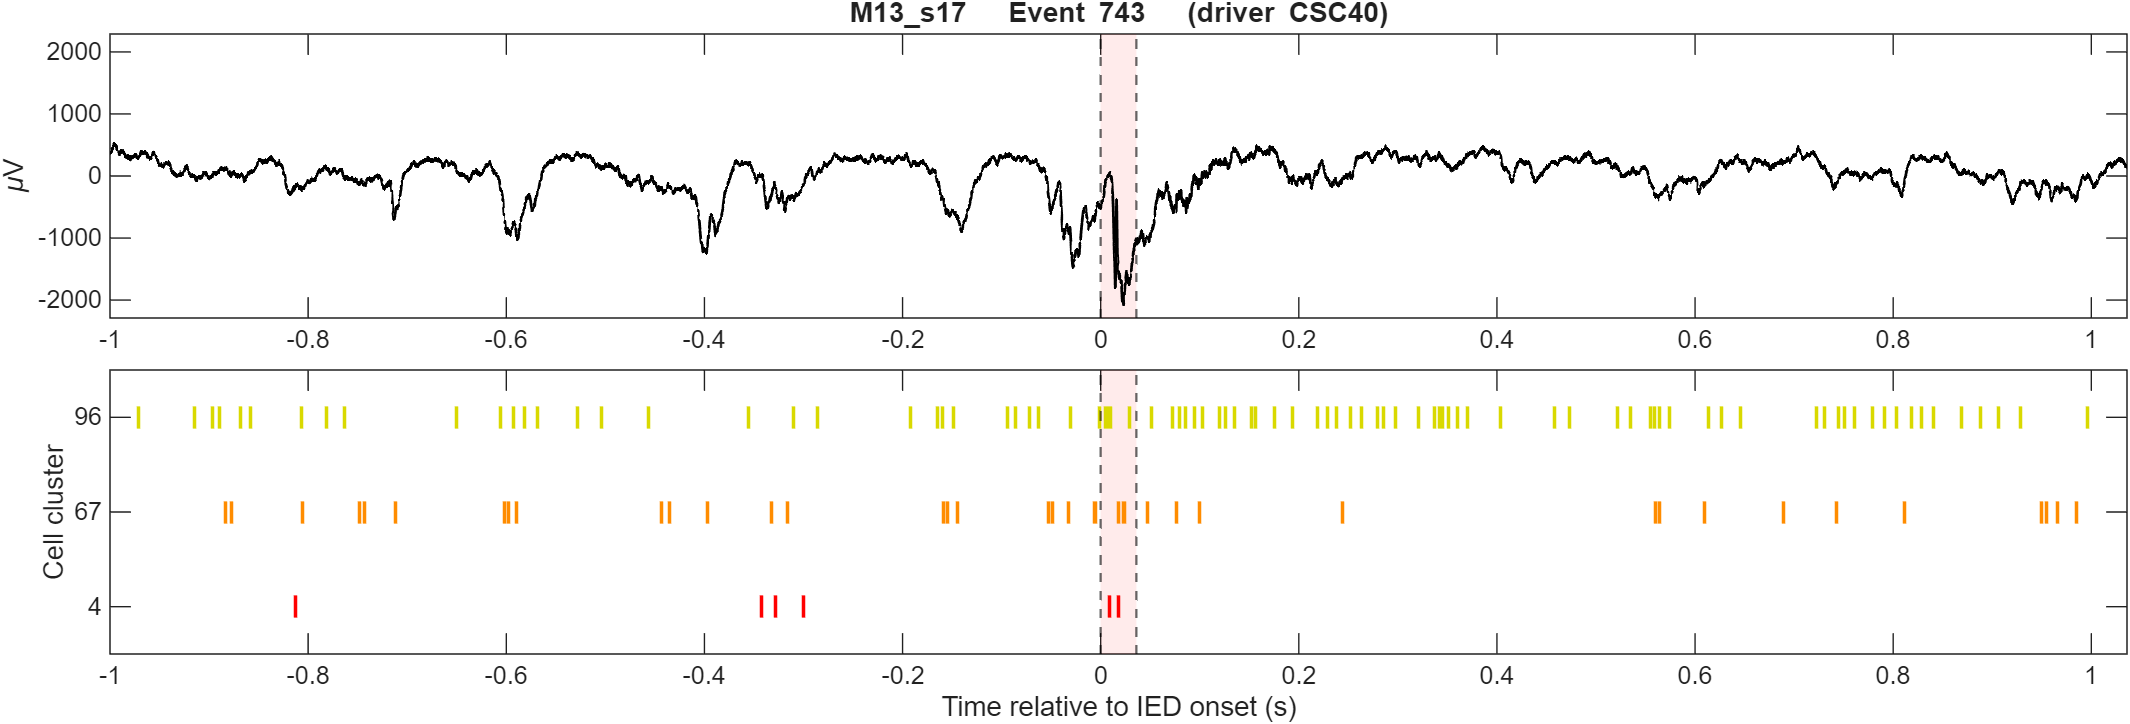 M13_s17 Event 743 (driver CSC40)
2000
1000
0
-1000
-2000
µV
-1 -0.8 -0.6 -0.4 -0.2 0 0.2 0.4 0.6 0.8 1
96
67
4
Cell cluster
-1 -0.8 -0.6 -0.4 -0.2 0 0.2 0.4 0.6 0.8 1
Time relative to IED onset (s)